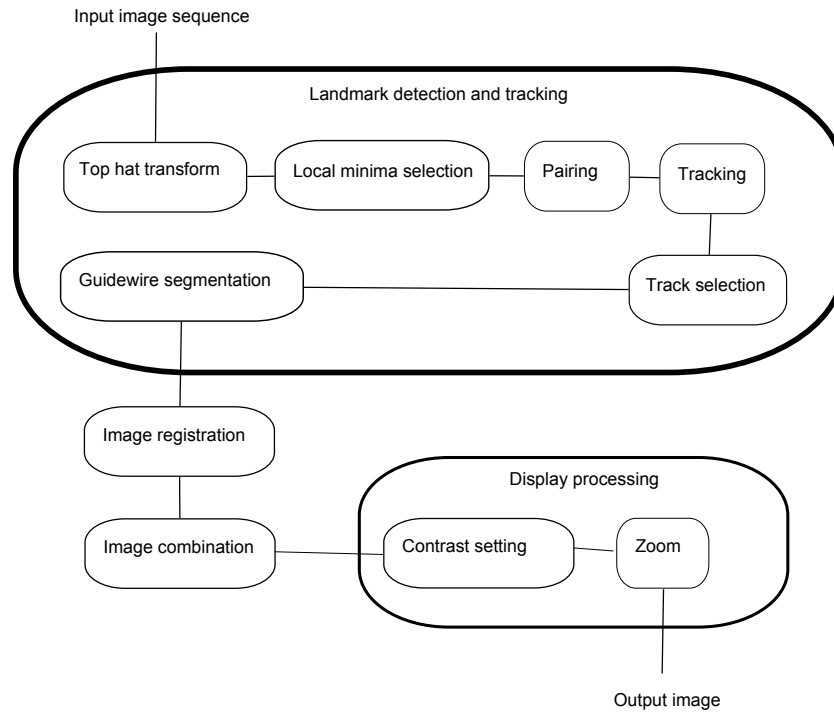 Input image sequence
Landmark detection and tracking
Top hat transform
Local minima selection
Pairing
Tracking
Guidewire segmentation
Track selection
Image registration
Display processing
Image combination
Contrast setting
Zoom
Output image